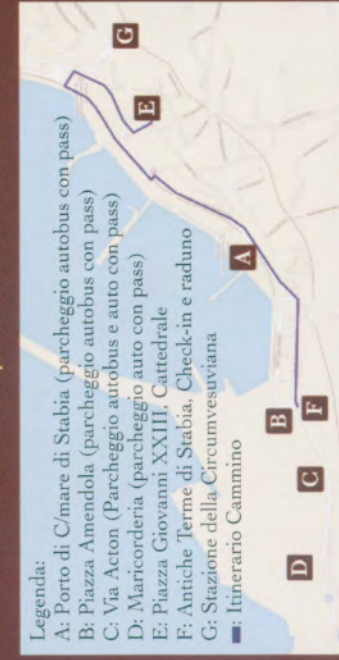 Legenda:
A: Porto di C/mare di Stabia (parcheggio autobus con pass)
B: Piazza Amendola (parcheggio autobus con pass)
C: Via Acton (Parcheggio autobus e auto con pass)
D: Maricorderia (parcheggio auto con pass)
E: Piazza Giovanni XXIII, Cattedrale
F: Antiche Terme di Stabia, Check-in e raduno
G: Stazione della Circumvesuviana
■: Itinerario Cammino
G
E
A
B
F
C
D